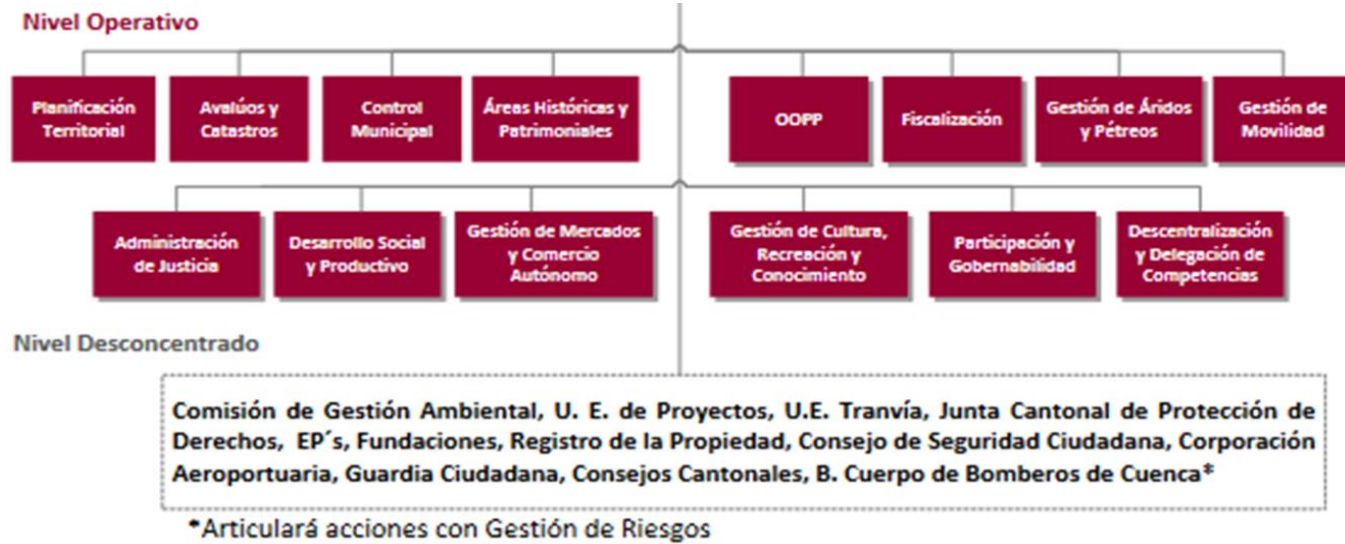 Nivel Operativo
Planificación
Territorial
Avalúos y
Catastros
Control
Municipal
Áreas Históricas y
Patrimoniales
OOPP
Fiscalización
Gestión de Áridos
y Pétreos
Gestión de
Movilidad
Administración
de Justicia
Desarrollo Social
y Productivo
Gestión de Mercados
y Comercio
Autónomo
Gestión de Cultura,
Recreación y
Conocimiento
Participación y
Gobernabilidad
Descentralización
y Delegación de
Competencias
Nivel Desconcentrado
Comisión de Gestión Ambiental, U. E. de Proyectos, U.E. Tranvía, Junta Cantonal de Protección de
Derechos, EP´s, Fundaciones, Registro de la Propiedad, Consejo de Seguridad Ciudadana, Corporación
Aeroportuaria, Guardia Ciudadana, Consejos Cantonales, B. Cuerpo de Bomberos de Cuenca*
*Articulará acciones con Gestión de Riesgos